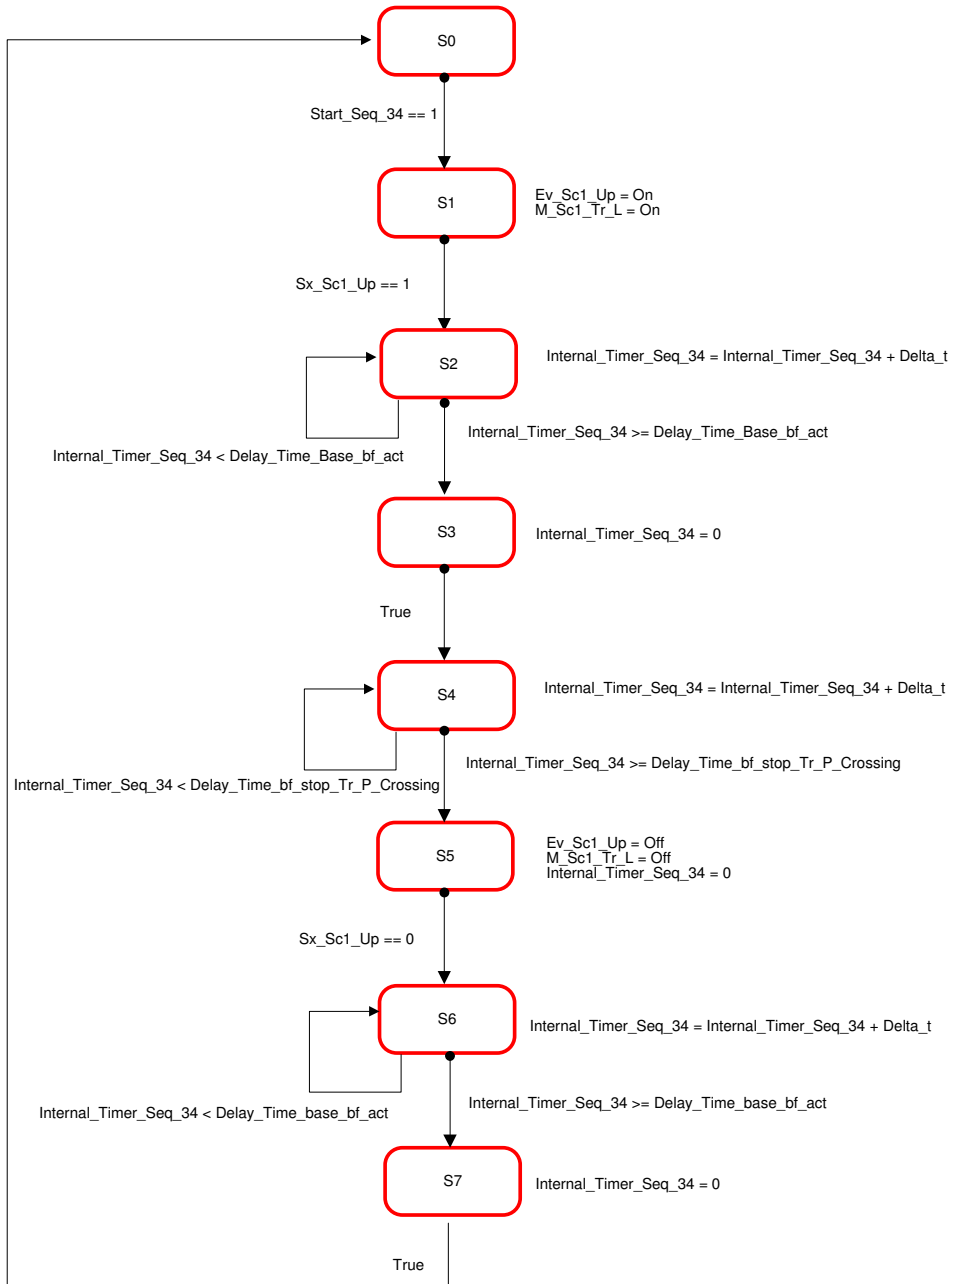 S0
Start_Seq_34 == 1
S1
Ev_Sc1_Up = On
M_Sc1_Tr_L = On
Sx_Sc1_Up == 1
S2
Internal_Timer_Seq_34 = Internal_Timer_Seq_34 + Delta_t
Internal_Timer_Seq_34 >= Delay_Time_Base_bf_act
Internal_Timer_Seq_34 < Delay_Time_Base_bf_act
S3
Internal_Timer_Seq_34 = 0
True
S4
Internal_Timer_Seq_34 = Internal_Timer_Seq_34 + Delta_t
Internal_Timer_Seq_34 >= Delay_Time_bf_stop_Tr_P_Crossing
Internal_Timer_Seq_34 < Delay_Time_bf_stop_Tr_P_Crossing
S5
Ev_Sc1_Up = Off
M_Sc1_Tr_L = Off
Internal_Timer_Seq_34 = 0
Sx_Sc1_Up == 0
S6
Internal_Timer_Seq_34 = Internal_Timer_Seq_34 + Delta_t
Internal_Timer_Seq_34 >= Delay_Time_base_bf_act
Internal_Timer_Seq_34 < Delay_Time_base_bf_act
S7
Internal_Timer_Seq_34 = 0
True